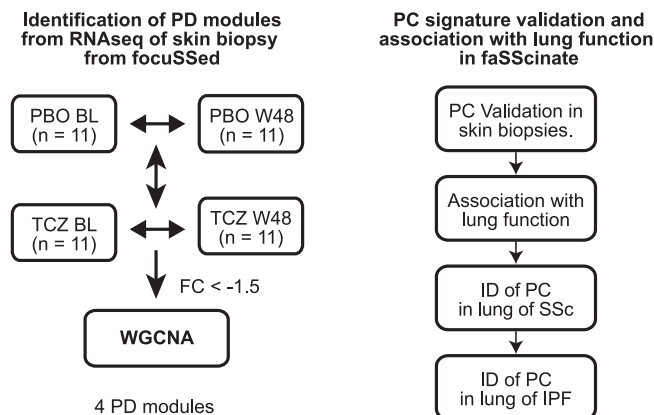 Identification of PD modules
from RNAseq of skin biopsy
from focuSSed
PBO BL
(n = 11)
PBO W48
(n = 11)
TCZ BL
(n = 11)
TCZ W48
(n = 11)
FC < -1.5
WGCNA
4 PD modules
PC signature validation and
association with lung function
in faSScinate
PC Validation in
skin biopsies.
Association with
lung function
ID of PC
in lung of SSc
ID of PC
in lung of IPF